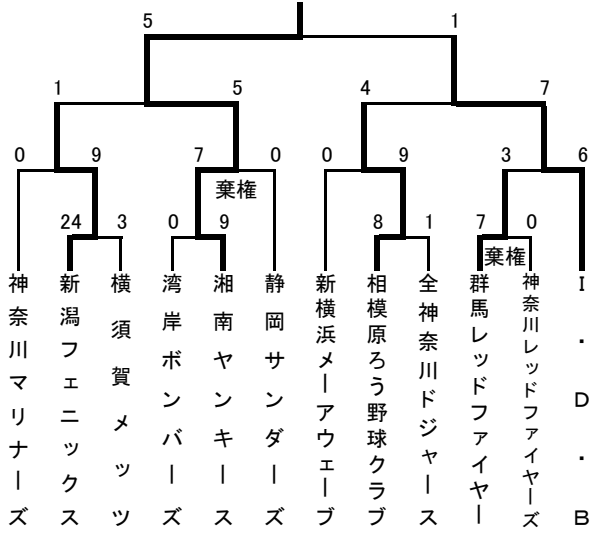 5 1
1 5 4 7
0 9 7 0 0 9 3 6
棄権
24 3 0 9 8 1 7 0
棄権
神奈川マリナーズ
新潟フェニックス
横須賀メッツ
湾岸ボンバーズ
湘南ヤンキース
静岡サンダーズ
新横浜メーアウェーブ
相模原ろう野球クラブ
全神奈川ドジャース
群馬レッドファイヤー
神奈川レッドファイヤーズ
I・D・B